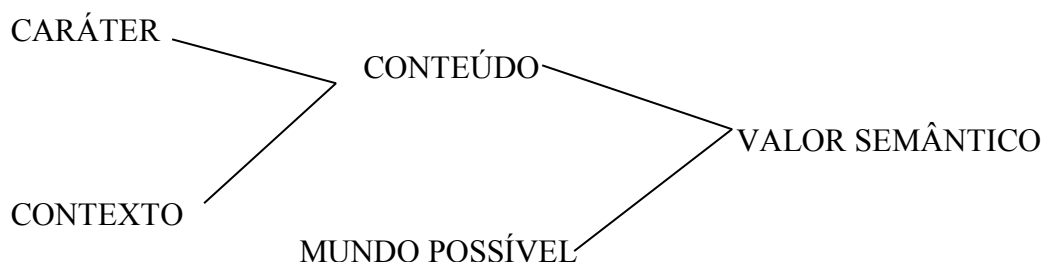 CARÁTER
CONTEÚDO
VALOR SEMÂNTICO
CONTEXTO
MUNDO POSSÍVEL